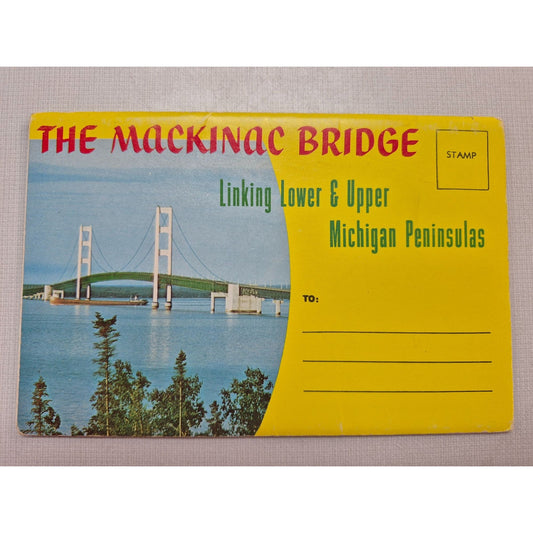 THE MACKINAC BRIDGE
STAMP
Linking Lower & Upper
Michigan Peninsulas
TO: